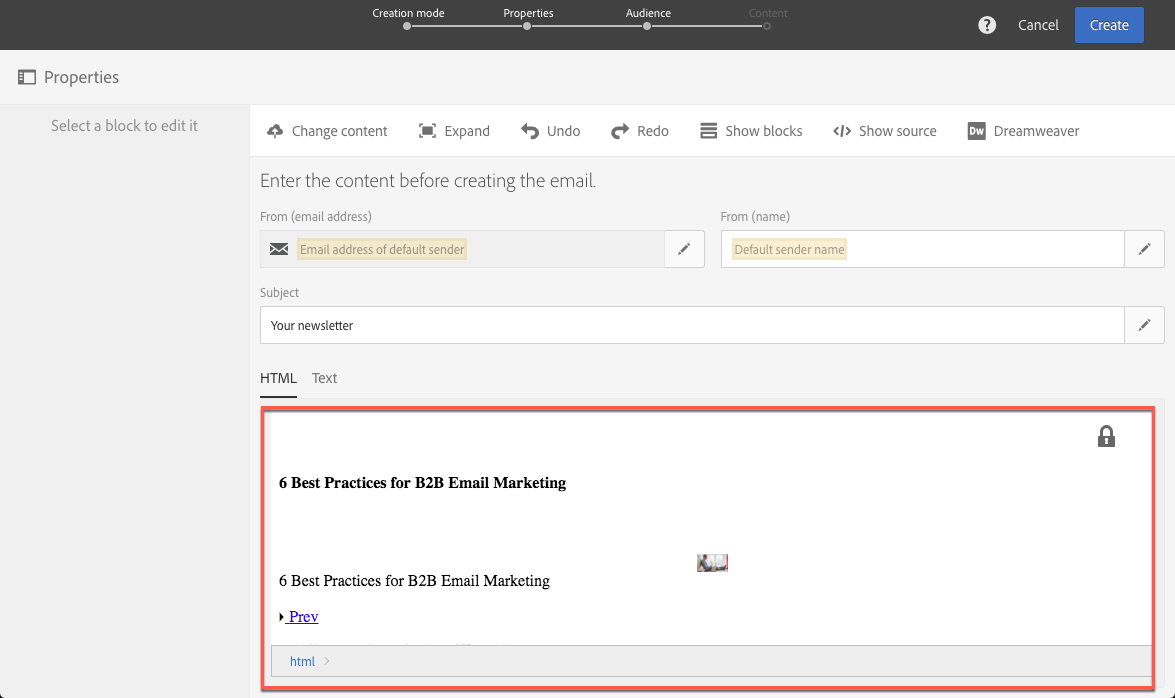 Creation mode Properties Audience Content
Cancel Create
Properties
Select a block to edit it
Change content Expand Undo Redo Show blocks Show source Dw Dreamweaver
Enter the content before creating the email.
From (email address) From (name)
Email address of default sender Default sender name
Subject
Your newsletter
HTML Text
6 Best Practices for B2B Email Marketing
6 Best Practices for B2B Email Marketing
Prev
html